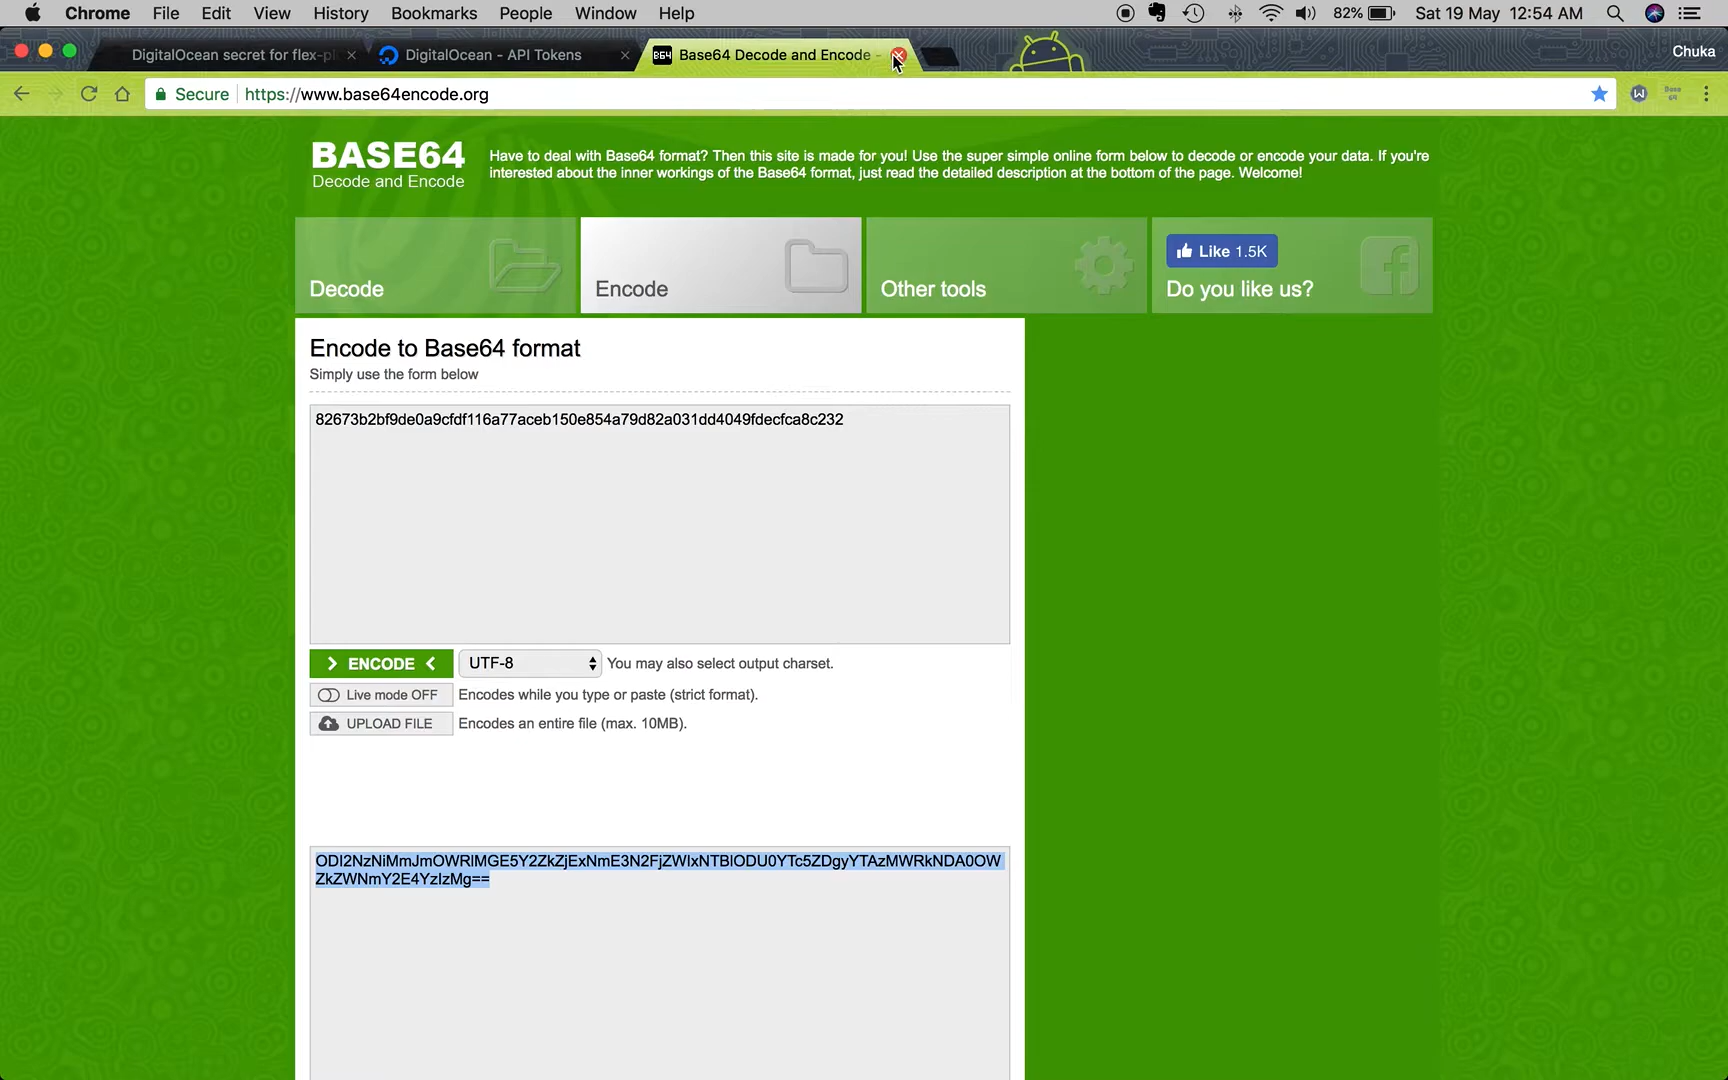 Chrome File Edit View History Bookmarks People Window Help 82% Sat 19 May 12:54 AM
DigitalOcean secret for flex-pl DigitalOcean - API Tokens B64 Base64 Decode and Encode - Chuka
Secure https://www.base64encode.org
BASE64
Decode and Encode
Have to deal with Base64 format? Then this site is made for you! Use the super simple online form below to decode or encode your data. If you're
interested about the inner workings of the Base64 format, just read the detailed description at the bottom of the page. Welcome!
Like 1.5K
Decode Encode Other tools Do you like us?
Encode to Base64 format
Simply use the form below
82673b2bf9de0a9cfdf116a77aceb150e854a79d82a031dd4049fdecfca8c232
ENCODE UTF-8 You may also select output charset.
Live mode OFF Encodes while you type or paste (strict format).
UPLOAD FILE Encodes an entire file (max. 10MB).
ODI2NzNiMmJmOWRlMGE5Y2ZkZjExNmE3N2FjZWIxNTBlODU0YTc5ZDgyYTAzMWRkNDA0OW
ZkZWNmY2E4YzIzMg==